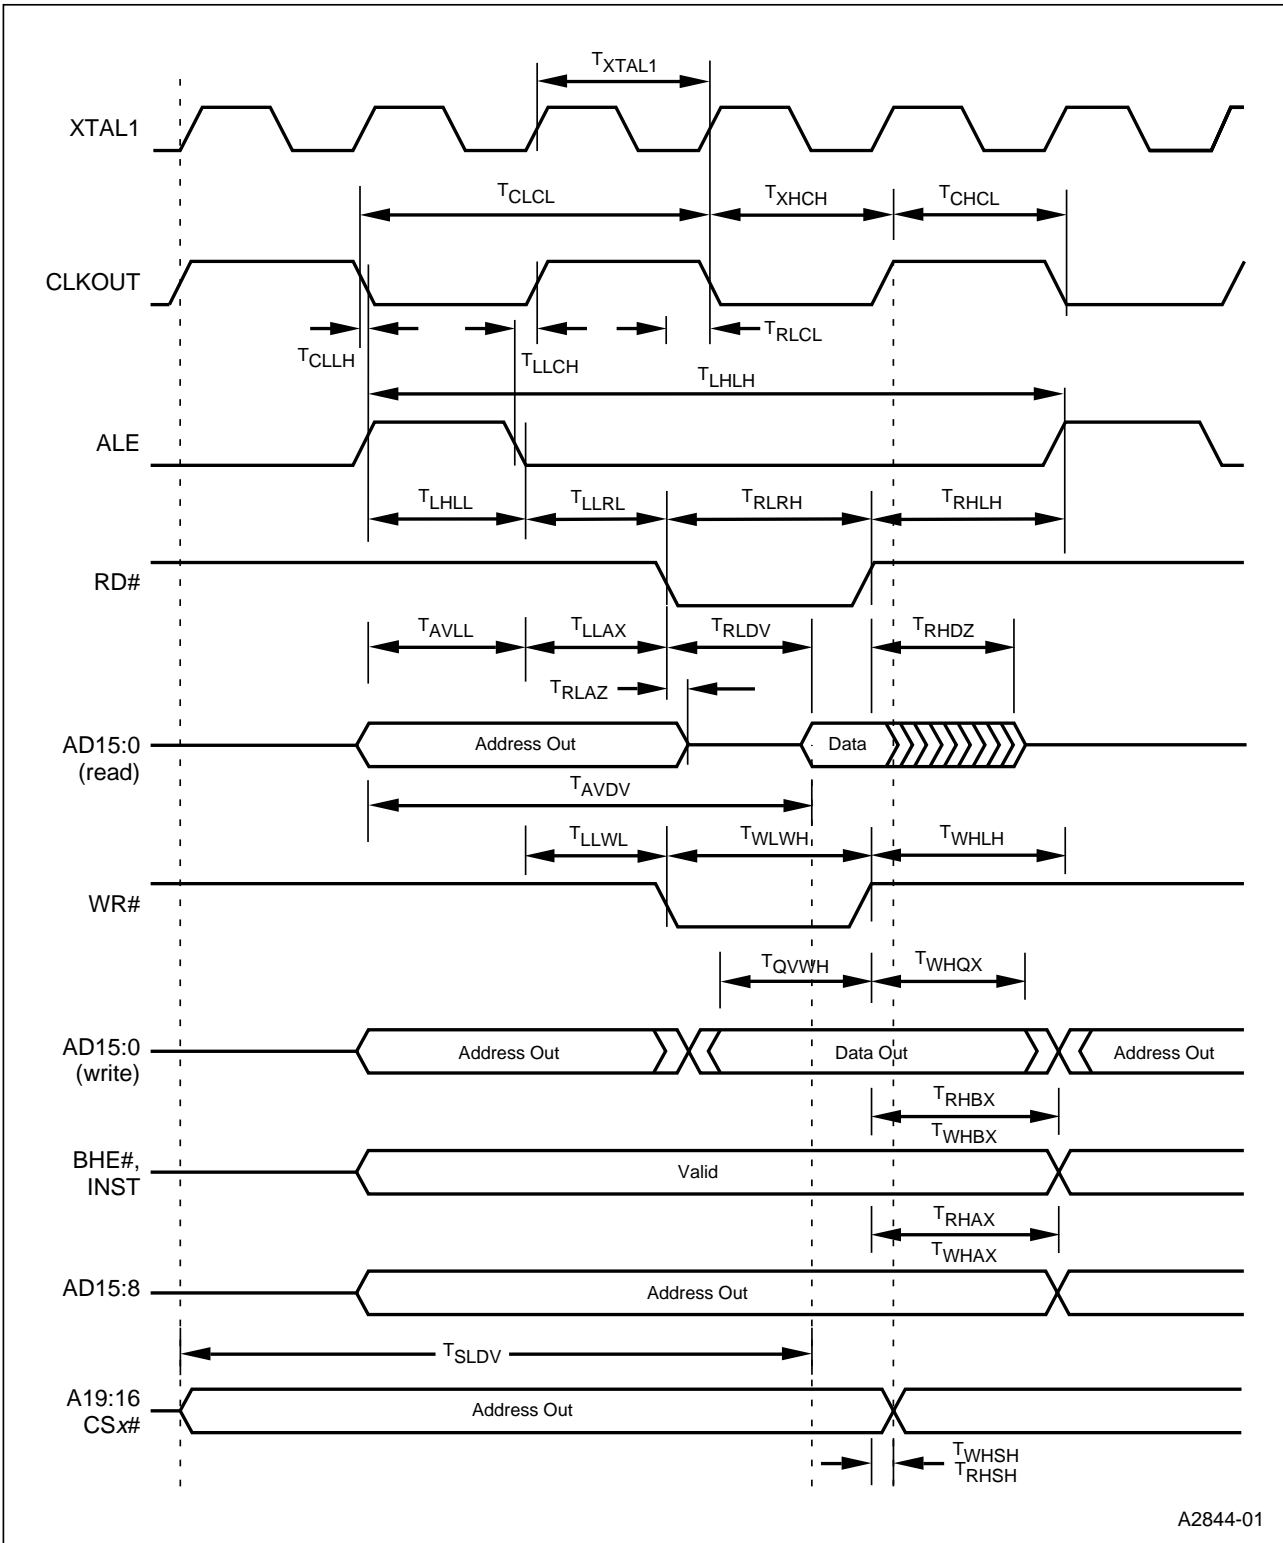 TXTAL1
XTAL1
TCLCL
TXHCH
TCHCL
CLKOUT
TRLCL
TCLLH
TLLCH
TLHLH
ALE
TLHLL
TLLRL
TRLRH
TRHLH
RD#
TAVLL
TLLAX
TRLDV
TRHDZ
TRLAZ
AD15:0
(read)
Address Out
Data
TAVDV
TLLWL
TWLWH
TWHLH
WR#
TQVWH
TWHQX
AD15:0
(write)
Address Out
Data Out
Address Out
TRHBX
TWHBX
BHE#,
INST
Valid
TRHAX
TWHAX
AD15:8
Address Out
TSLDV
A19:16
CSx#
Address Out
TWHSH
TRHSH
A2844-01